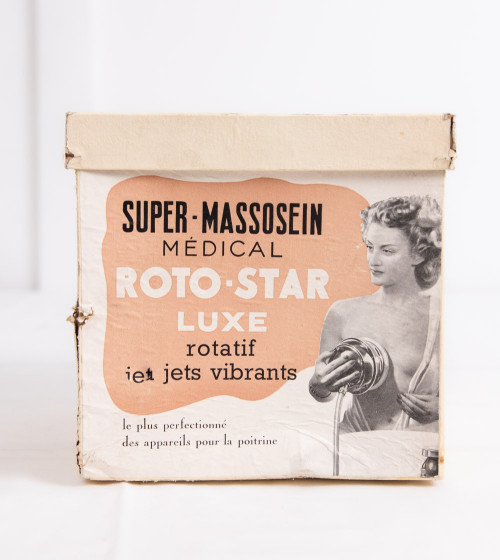 SUPER-MASSOSEIN
MÉDICAL
ROTO-STAR
LUXE
rotatif
jets vibrants
le plus perfectionné
des appareils pour la poitrine